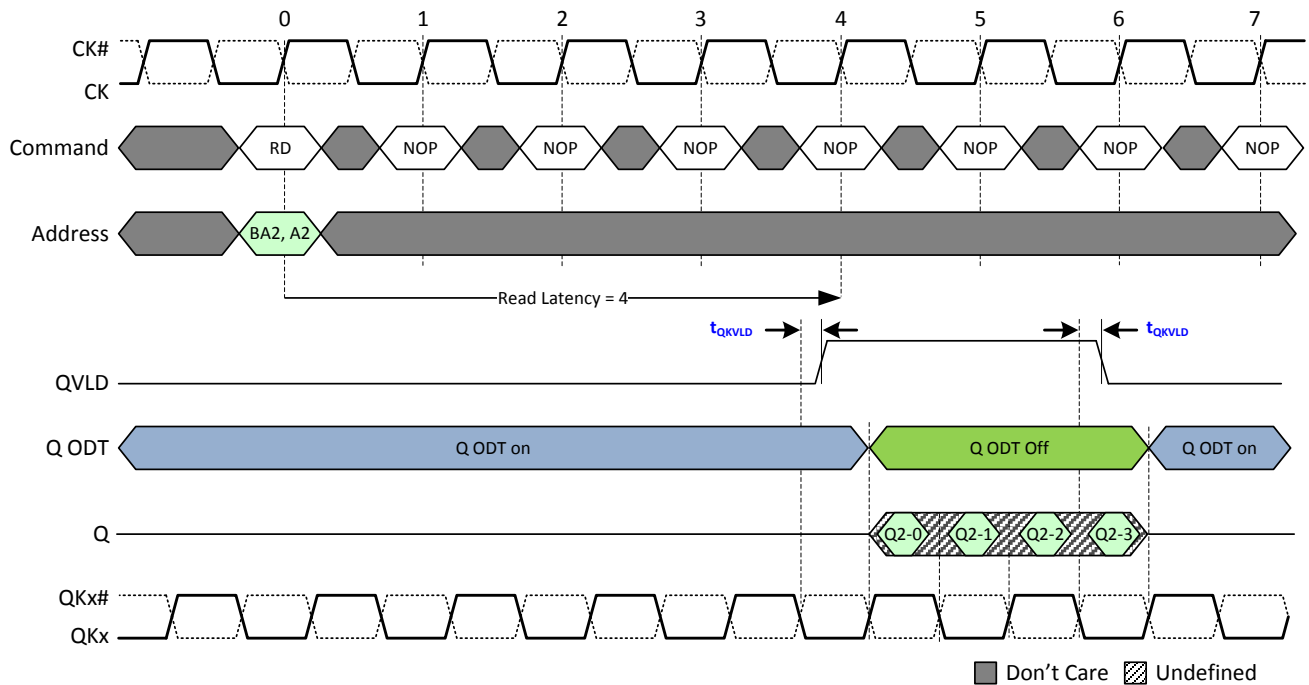 0 1 2 3 4 5 6 7
CK#
CK
Command RD NOP NOP NOP NOP NOP NOP NOP
Address BA2, A2
Read Latency = 4
tQKVLD tQKVLD
QVLD
Q ODT Q ODT on Q ODT Off Q ODT on
Q Q2-0 Q2-1 Q2-2 Q2-3
QKx#
QKx
Don't Care Undefined